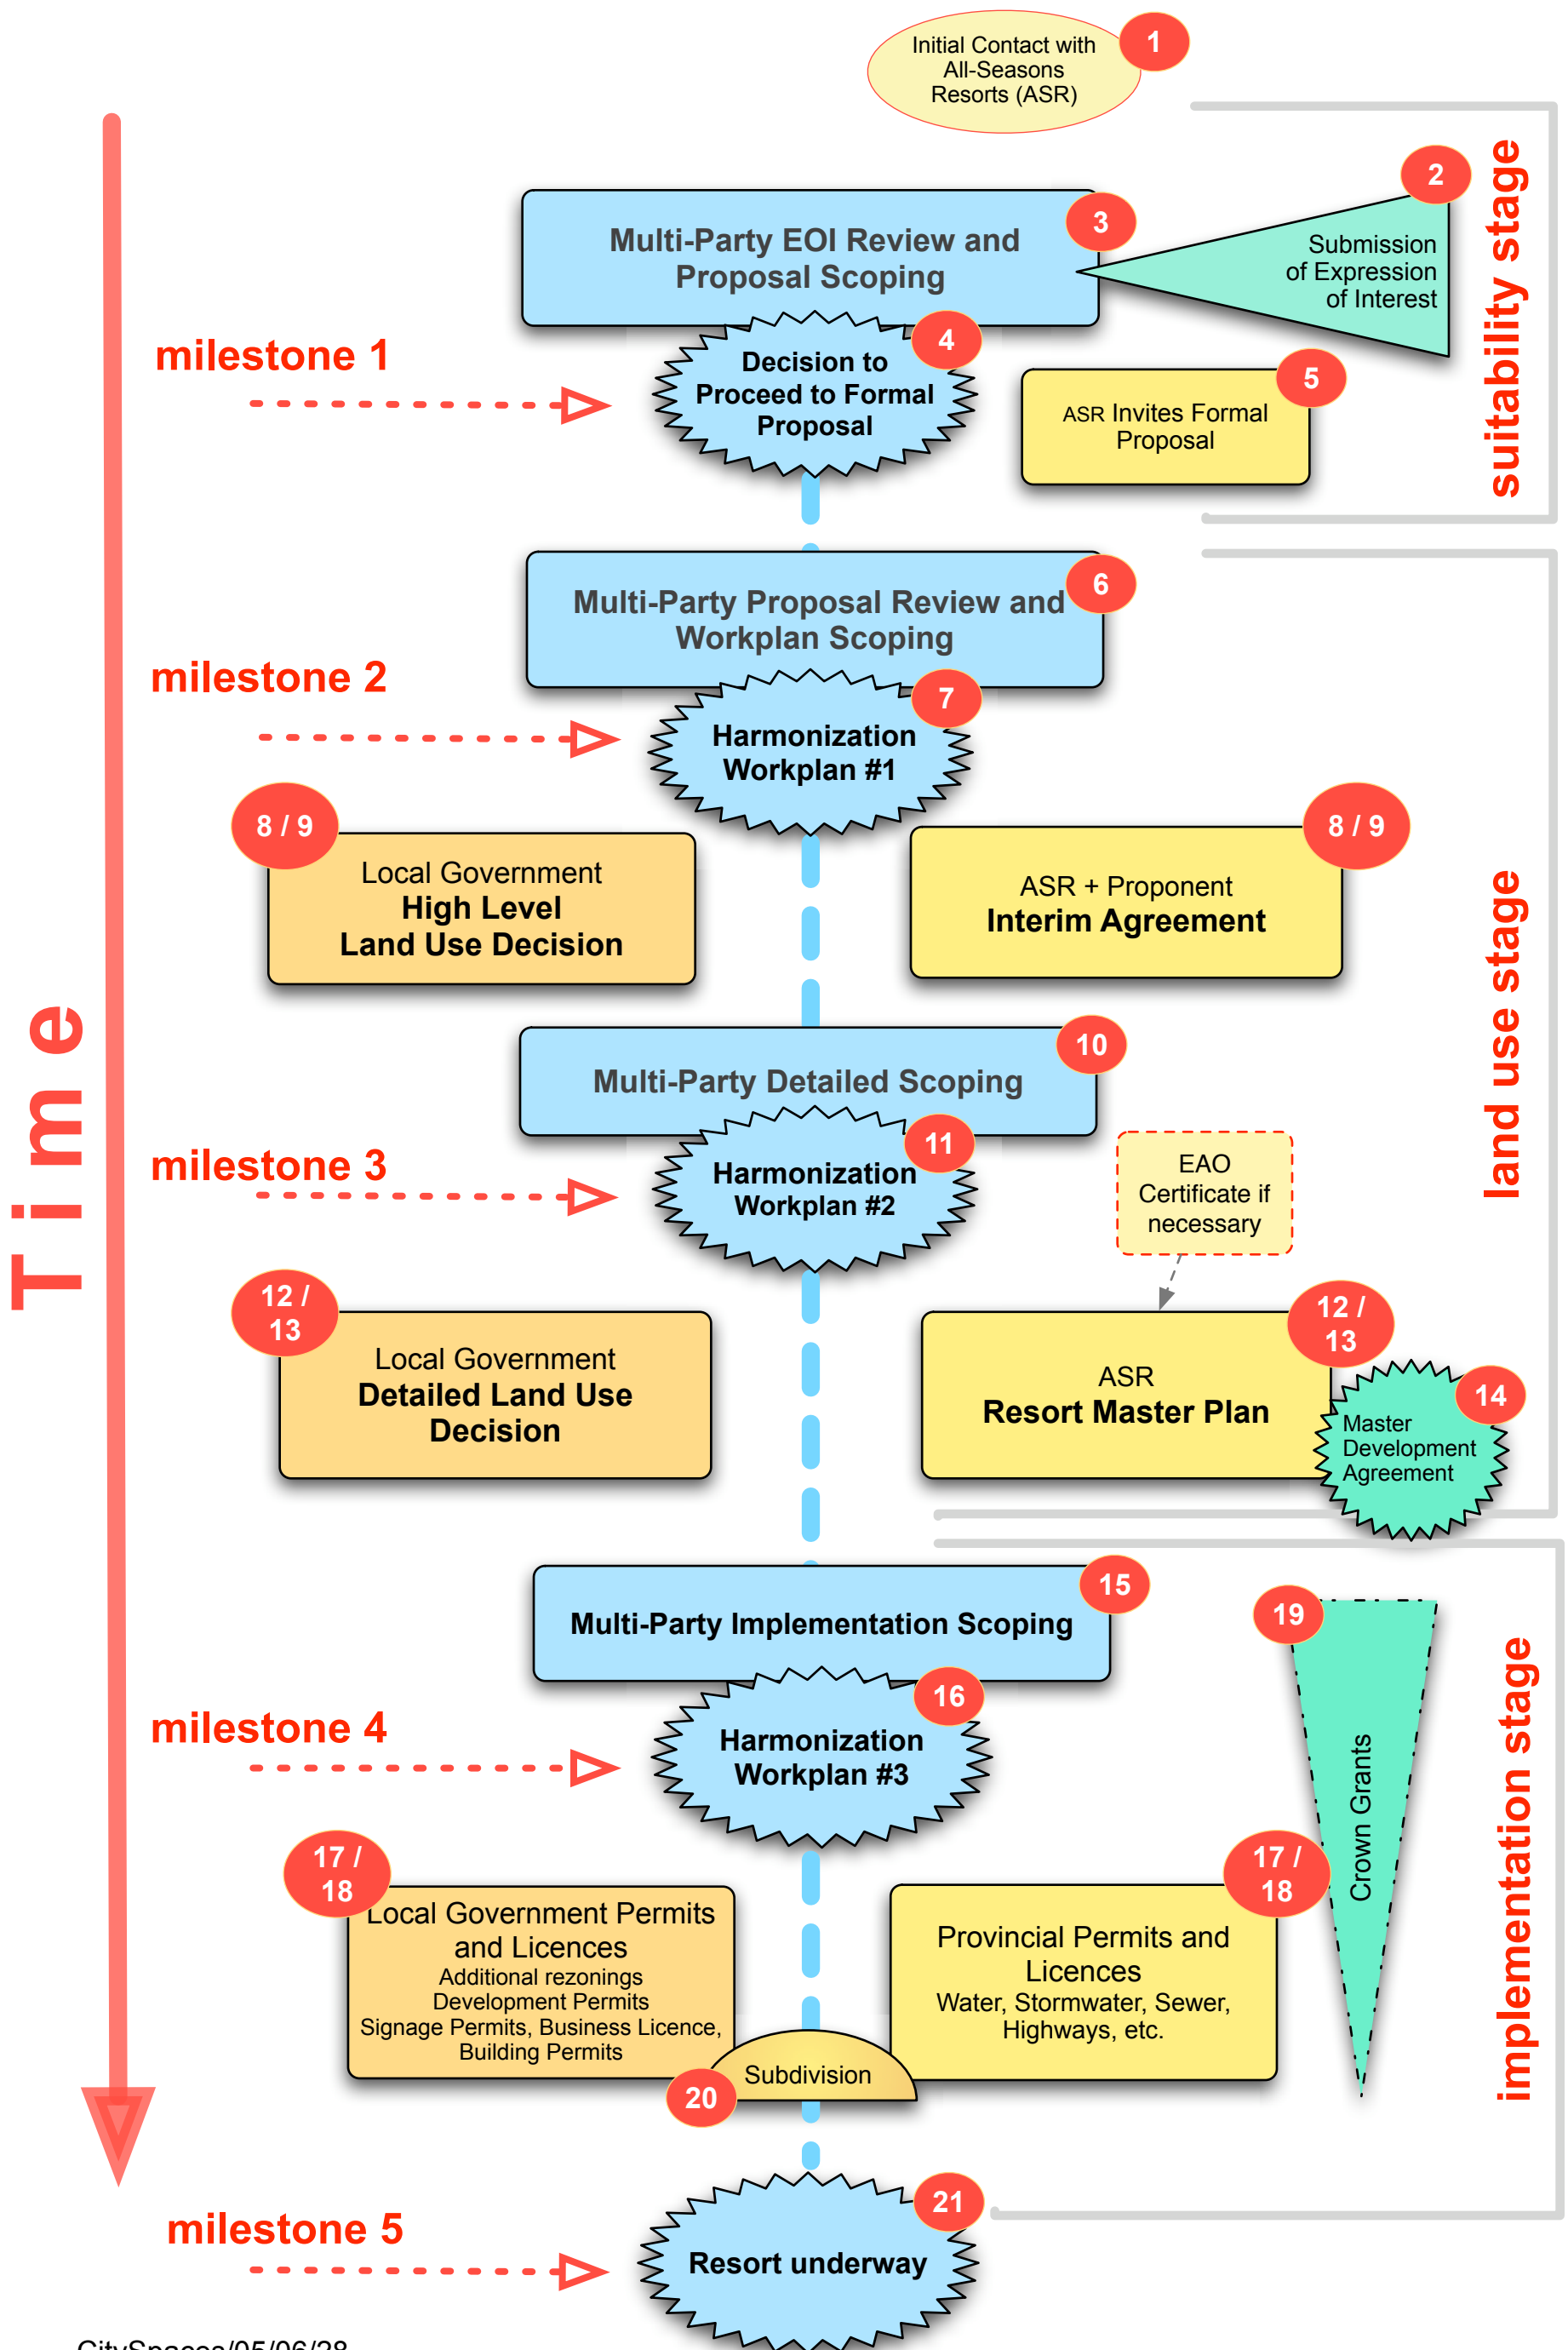 Initial Contact with
All-Seasons
Resorts (ASR)
1
suitability stage
2
Submission
of Expression
of Interest
3
Multi-Party EOI Review and
Proposal Scoping
milestone 1
4
Decision to
Proceed to Formal
Proposal
5
ASR Invites Formal
Proposal
6
Multi-Party Proposal Review and
Workplan Scoping
milestone 2
7
Harmonization
Workplan #1
8 / 9
Local Government
High Level
Land Use Decision
8 / 9
ASR + Proponent
Interim Agreement
land use stage
Time
10
Multi-Party Detailed Scoping
milestone 3
11
Harmonization
Workplan #2
EAO
Certificate if
necessary
12 /
13
Local Government
Detailed Land Use
Decision
12 /
13
ASR
Resort Master Plan
14
Master
Development
Agreement
15
Multi-Party Implementation Scoping
milestone 4
16
Harmonization
Workplan #3
19
Crown Grants
implementation stage
17 /
18
Local Government Permits
and Licences
Additional rezonings
Development Permits
Signage Permits, Business Licence,
Building Permits
17 /
18
Provincial Permits and
Licences
Water, Stormwater, Sewer,
Highways, etc.
Subdivision
20
milestone 5
21
Resort underway
CitySpaces/05/06/28